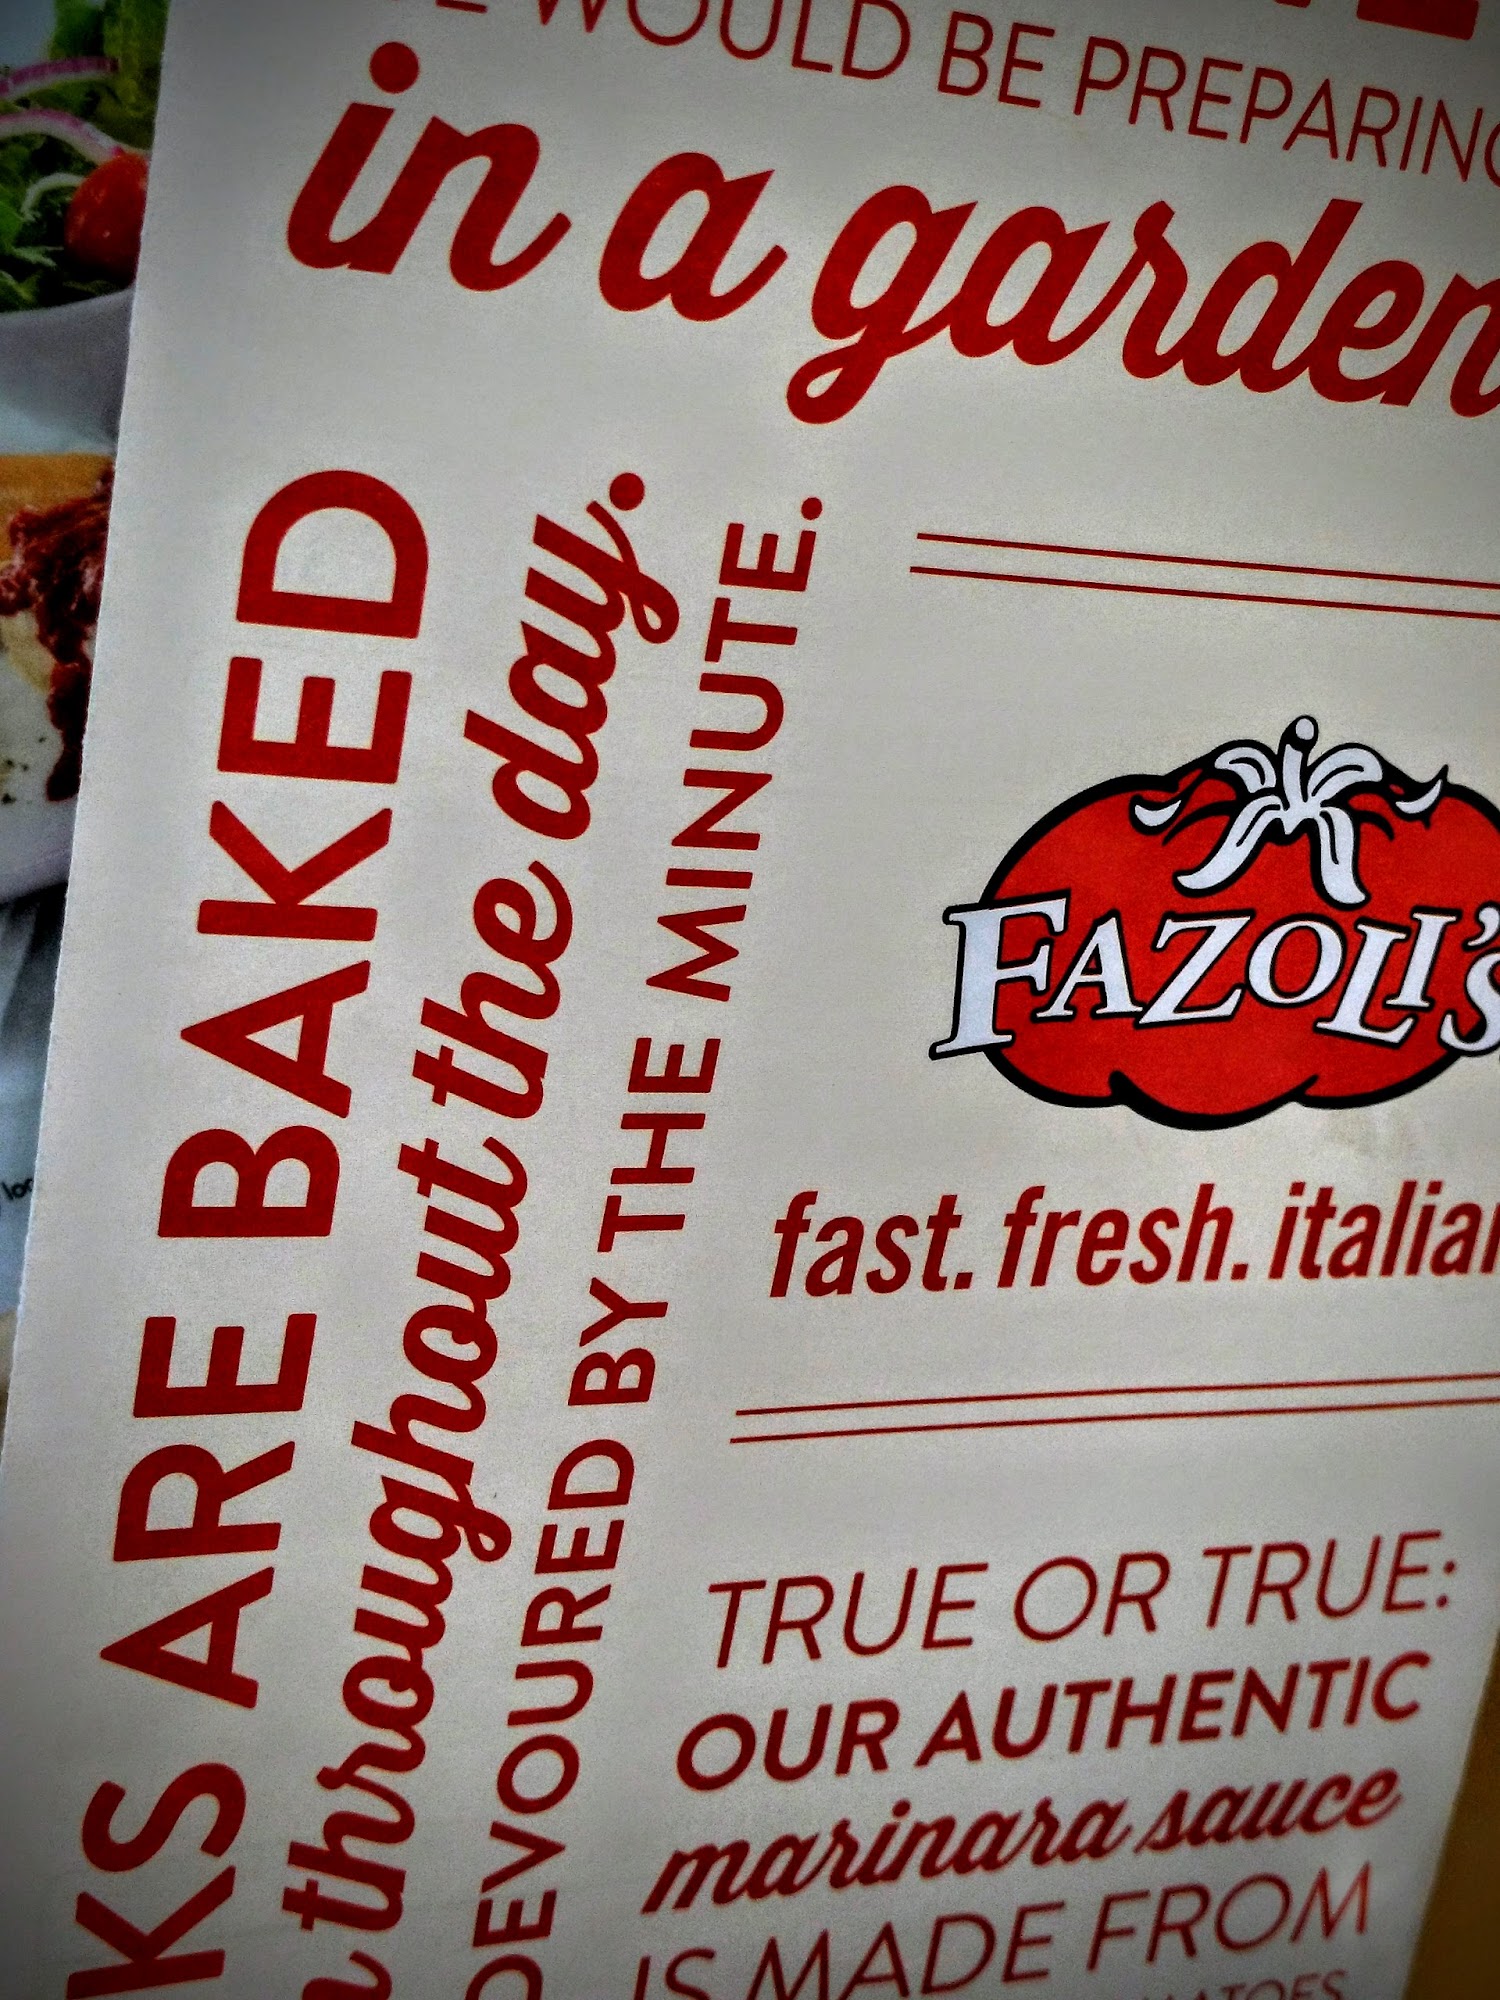 WOULD BE PREPARING
in a garden
KS ARE BAKED
throughout the day.
DEVOURED BY THE MINUTE.
FAZOLI'S
fast. fresh. italian
TRUE OR TRUE:
OUR AUTHENTIC
marinara sauce
IS MADE FROM